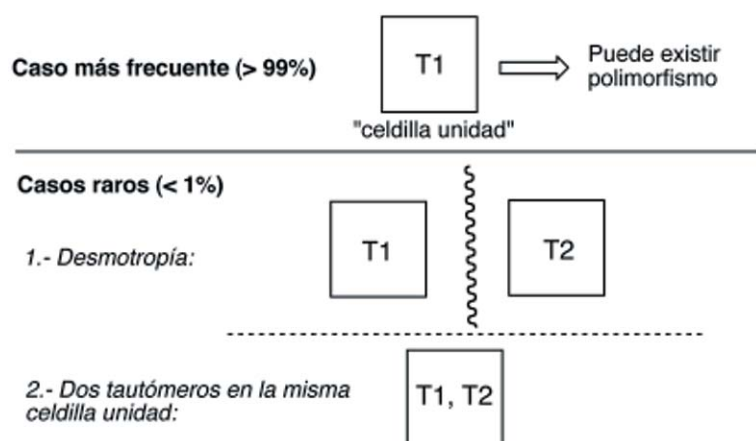 Caso más frecuente (> 99%)
T1
Puede existir
polimorfismo
"celdilla unidad"
Casos raros (< 1%)
1.- Desmotropía:
T1
T2
2.- Dos tautómeros en la misma
celdilla unidad:
T1, T2